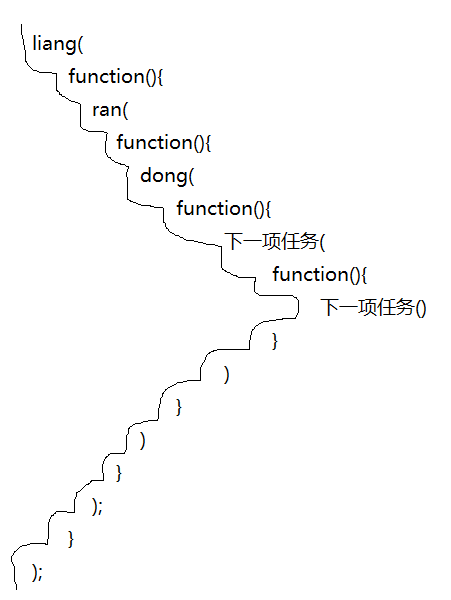 liang(
function(){
ran(
function(){
dong(
function(){
下一项任务(
function(){
下一项任务()
}
)
}
)
}
);
}
);